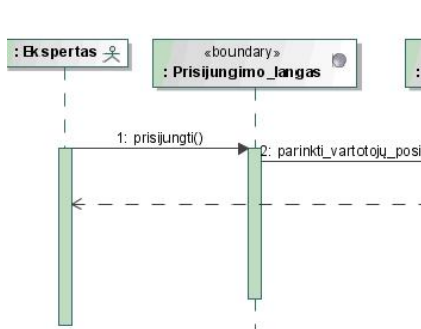 : Ekspertas
«boundary»
: Prisijungimo_langas
:
1: prisijungti()
2: parinkti_vartotojų_posi